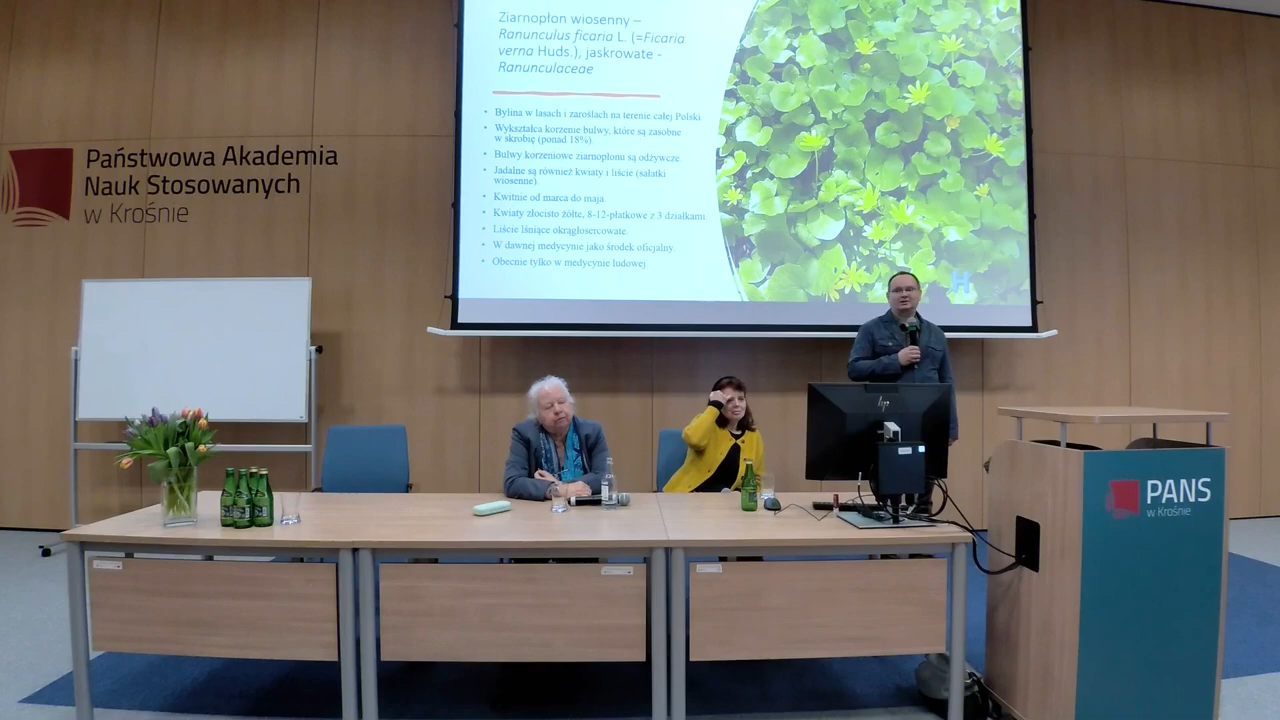 Ziarnopłon wiosenny –
Ranunculus ficaria L. (=Ficaria
verna Huds.), jaskrowate -
Ranunculaceae
• Bylina w lasach i zaroślach na terenie całej Polski.
• Wykształca korzenie bulwy, które są zasobne
w skrobię (ponad 18%).
• Bulwy korzeniowe ziarnopłonu są odżywcze.
• Jadalne są również kwiaty i liście (sałatki
wiosenne).
• Kwitnie od marca do maja.
• Kwiaty złocisto żółte, 8-12-płatkowe z 3 działkami
• Liście lśniące okrągłosercowate.
• W dawnej medycynie jako środek oficjalny.
• Obecnie tylko w medycynie ludowej.
H
Państwowa Akademia
Nauk Stosowanych
w Krośnie
hp
PANS
w Krośnie